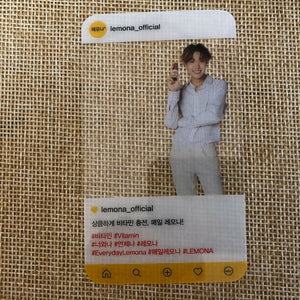 레모나 lemona_official
lemona_official
상큼하게 비타민 충전, 매일 레모나!
#비타민 #Vitamin
#너와나 #언제나 #레모나
#EverydayLemona #매일레모나 #LEMONA